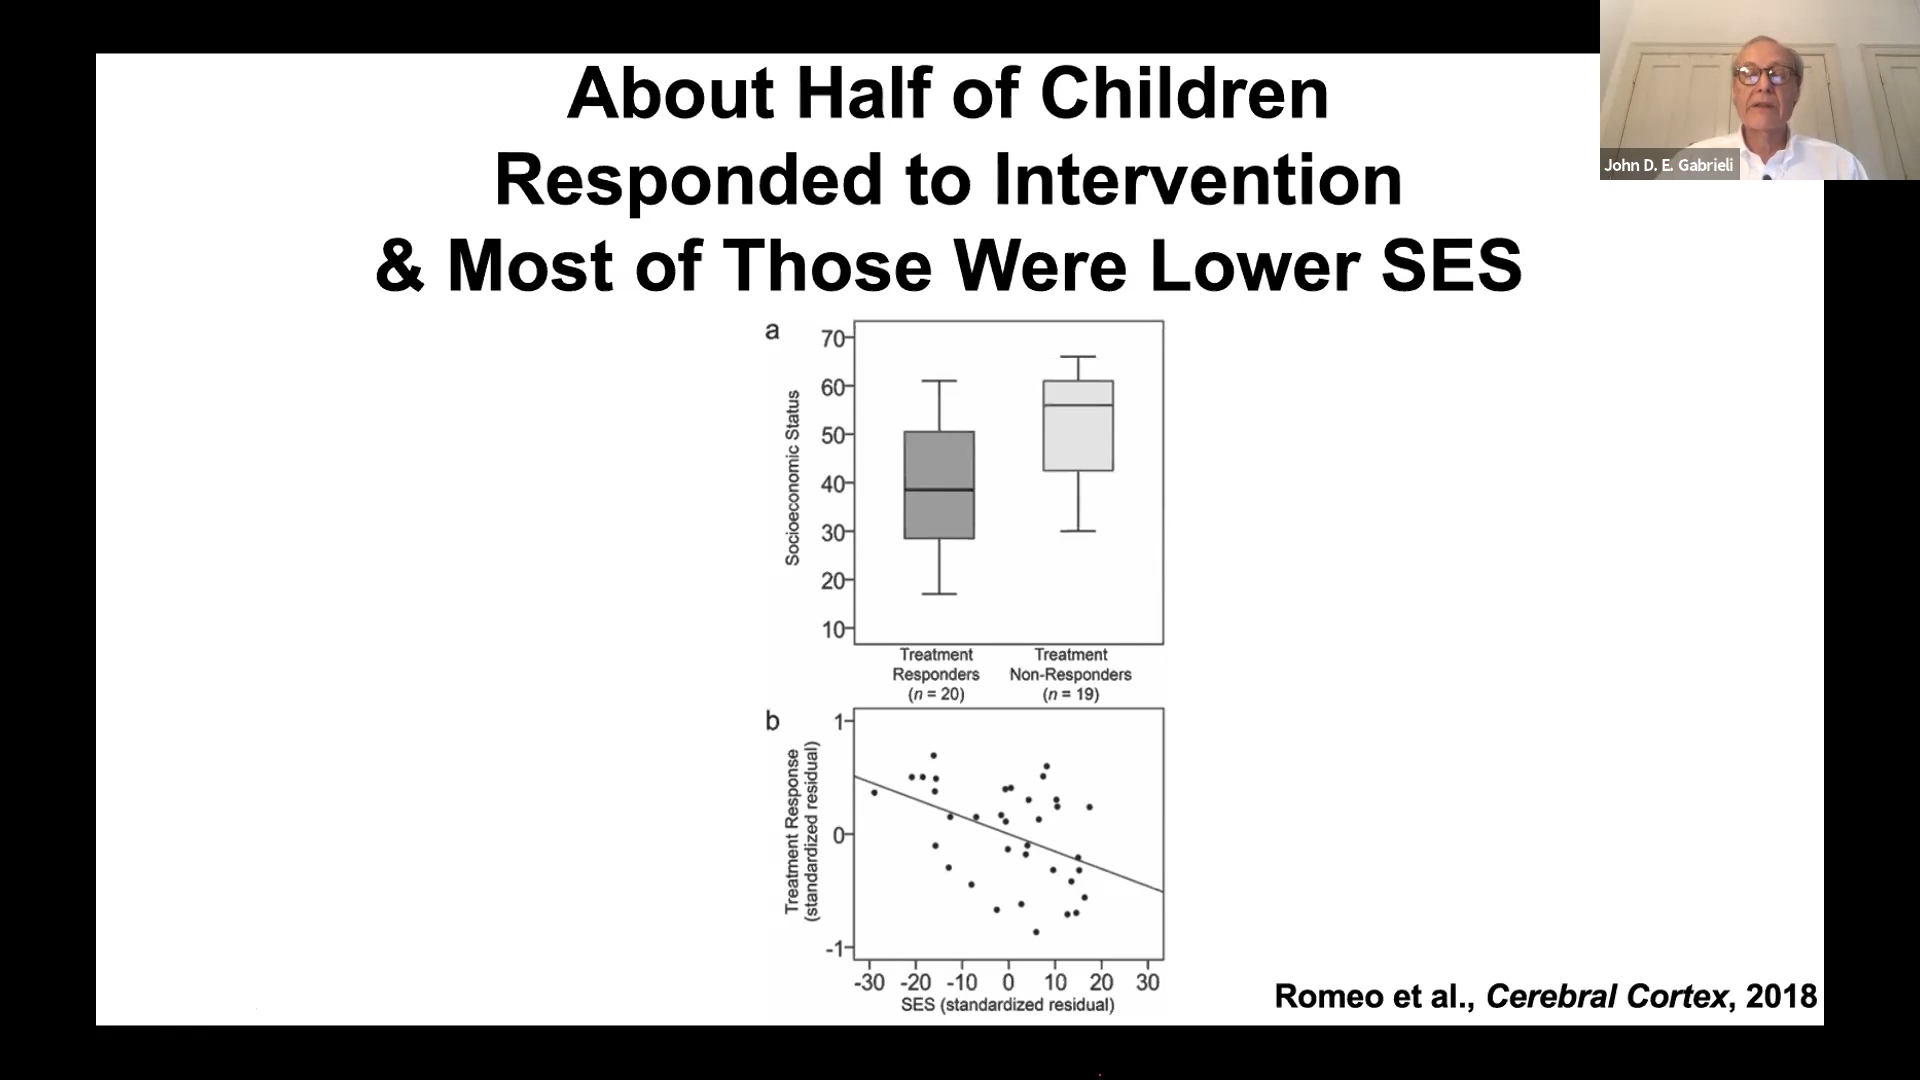 About Half of Children
Responded to Intervention
& Most of Those Were Lower SES
John D. E. Gabrieli
a
Socioeconomic Status
70
60
50
40
30
20
10
Treatment
Responders
(n = 20)
Treatment
Non-Responders
(n = 19)
b
Treatment Response
(standardized residual)
1
0
-1
-30 -20 -10 0 10 20 30
SES (standardized residual)
Romeo et al., Cerebral Cortex, 2018